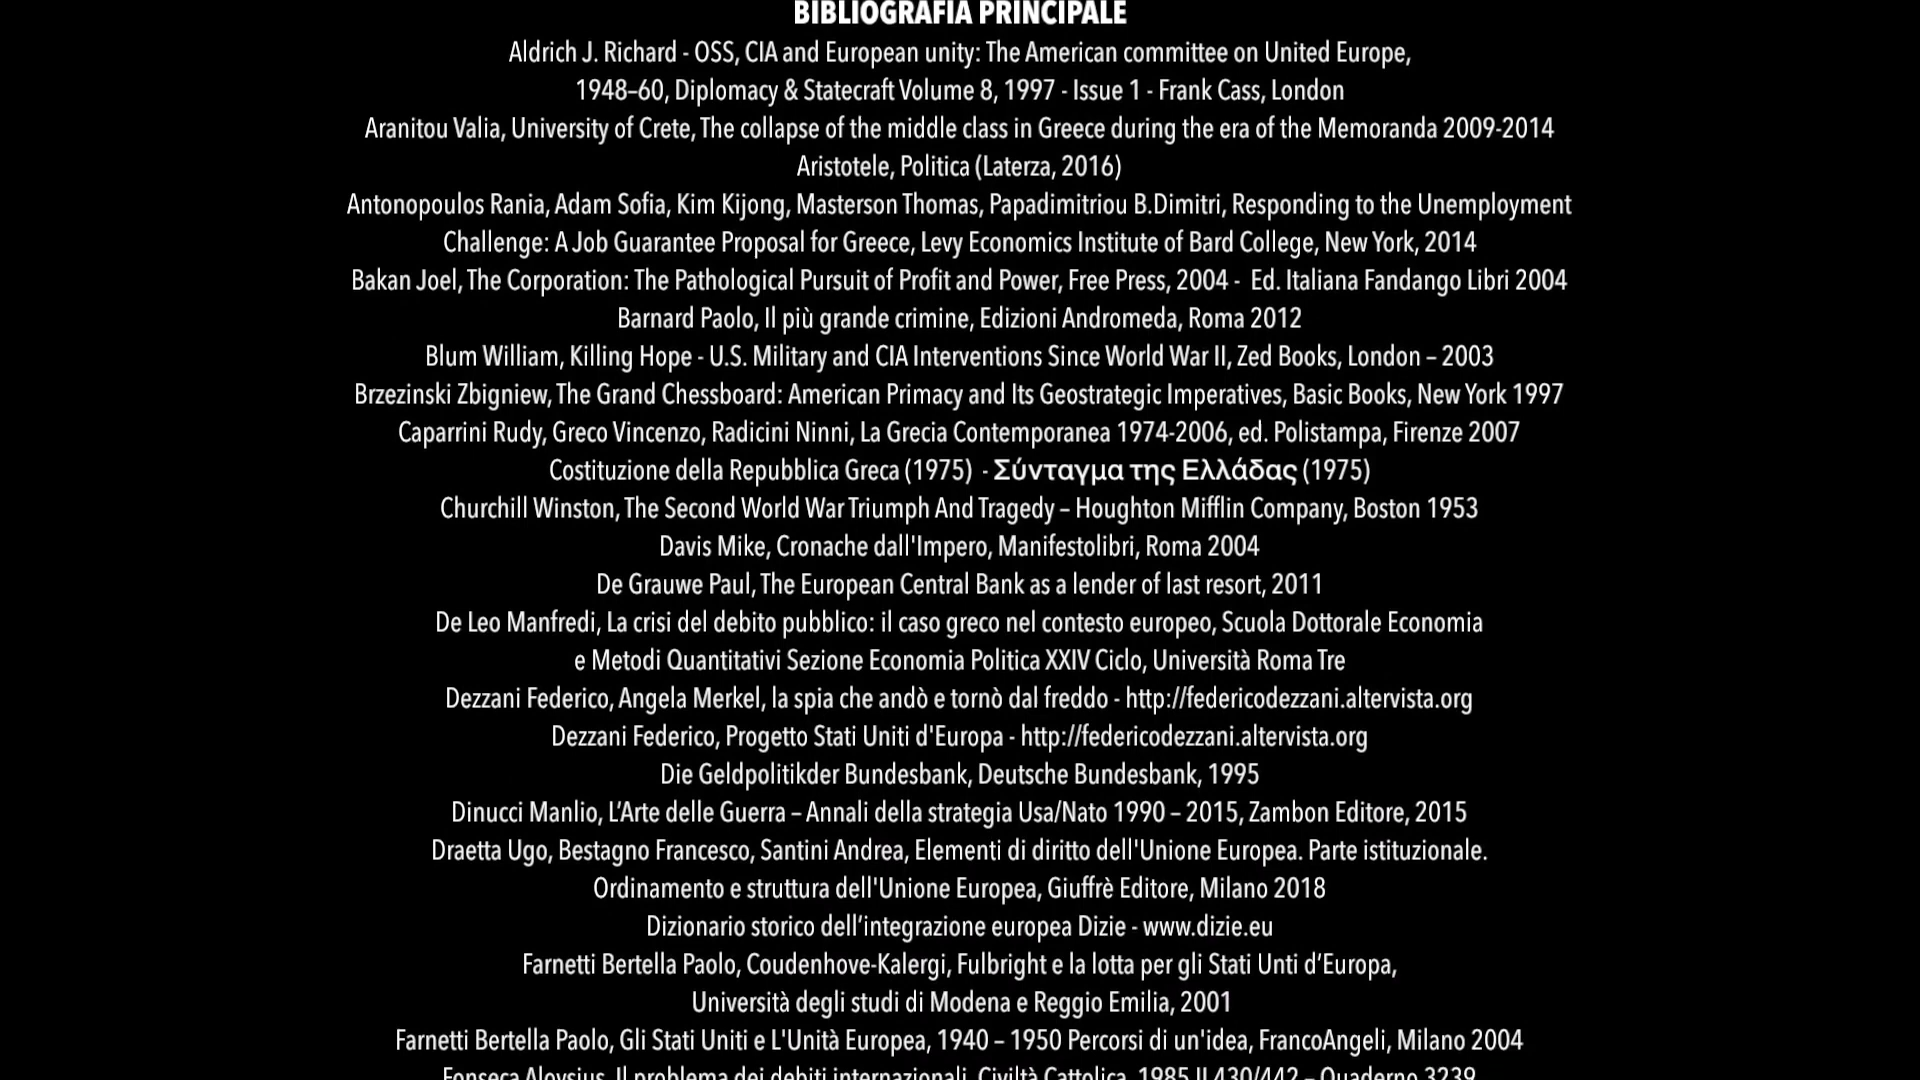 BIBLIOGRAFIA PRINCIPALE
Aldrich J. Richard - OSS, CIA and European unity: The American committee on United Europe,
1948–60, Diplomacy & Statecraft Volume 8, 1997 - Issue 1 - Frank Cass, London
Aranitou Valia, University of Crete, The collapse of the middle class in Greece during the era of the Memoranda 2009-2014
Aristotele, Politica (Laterza, 2016)
Antonopoulos Rania, Adam Sofia, Kim Kijong, Masterson Thomas, Papadimitriou B.Dimitri, Responding to the Unemployment
Challenge: A Job Guarantee Proposal for Greece, Levy Economics Institute of Bard College, New York, 2014
Bakan Joel, The Corporation: The Pathological Pursuit of Profit and Power, Free Press, 2004 - Ed. Italiana Fandango Libri 2004
Barnard Paolo, Il più grande crimine, Edizioni Andromeda, Roma 2012
Blum William, Killing Hope - U.S. Military and CIA Interventions Since World War II, Zed Books, London – 2003
Brzezinski Zbigniew, The Grand Chessboard: American Primacy and Its Geostrategic Imperatives, Basic Books, New York 1997
Caparrini Rudy, Greco Vincenzo, Radicini Ninni, La Grecia Contemporanea 1974-2006, ed. Polistampa, Firenze 2007
Costituzione della Repubblica Greca (1975) - Σύνταγμα της Ελλάδας (1975)
Churchill Winston, The Second World War Triumph And Tragedy – Houghton Mifflin Company, Boston 1953
Davis Mike, Cronache dall'Impero, Manifestolibri, Roma 2004
De Grauwe Paul, The European Central Bank as a lender of last resort, 2011
De Leo Manfredi, La crisi del debito pubblico: il caso greco nel contesto europeo, Scuola Dottorale Economia
e Metodi Quantitativi Sezione Economia Politica XXIV Ciclo, Università Roma Tre
Dezzani Federico, Angela Merkel, la spia che andò e tornò dal freddo - http://federicodezzani.altervista.org
Dezzani Federico, Progetto Stati Uniti d'Europa - http://federicodezzani.altervista.org
Die Geldpolitikder Bundesbank, Deutsche Bundesbank, 1995
Dinucci Manlio, L’Arte delle Guerra – Annali della strategia Usa/Nato 1990 – 2015, Zambon Editore, 2015
Draetta Ugo, Bestagno Francesco, Santini Andrea, Elementi di diritto dell'Unione Europea. Parte istituzionale.
Ordinamento e struttura dell'Unione Europea, Giuffrè Editore, Milano 2018
Dizionario storico dell’integrazione europea Dizie - www.dizie.eu
Farnetti Bertella Paolo, Coudenhove-Kalergi, Fulbright e la lotta per gli Stati Unti d’Europa,
Università degli studi di Modena e Reggio Emilia, 2001
Farnetti Bertella Paolo, Gli Stati Uniti e L'Unità Europea, 1940 – 1950 Percorsi di un'idea, FrancoAngeli, Milano 2004
Fonseca Aloysius, Il problema dei debiti internazionali, Civiltà Cattolica, 1985 II 430/442 – Quaderno 3239